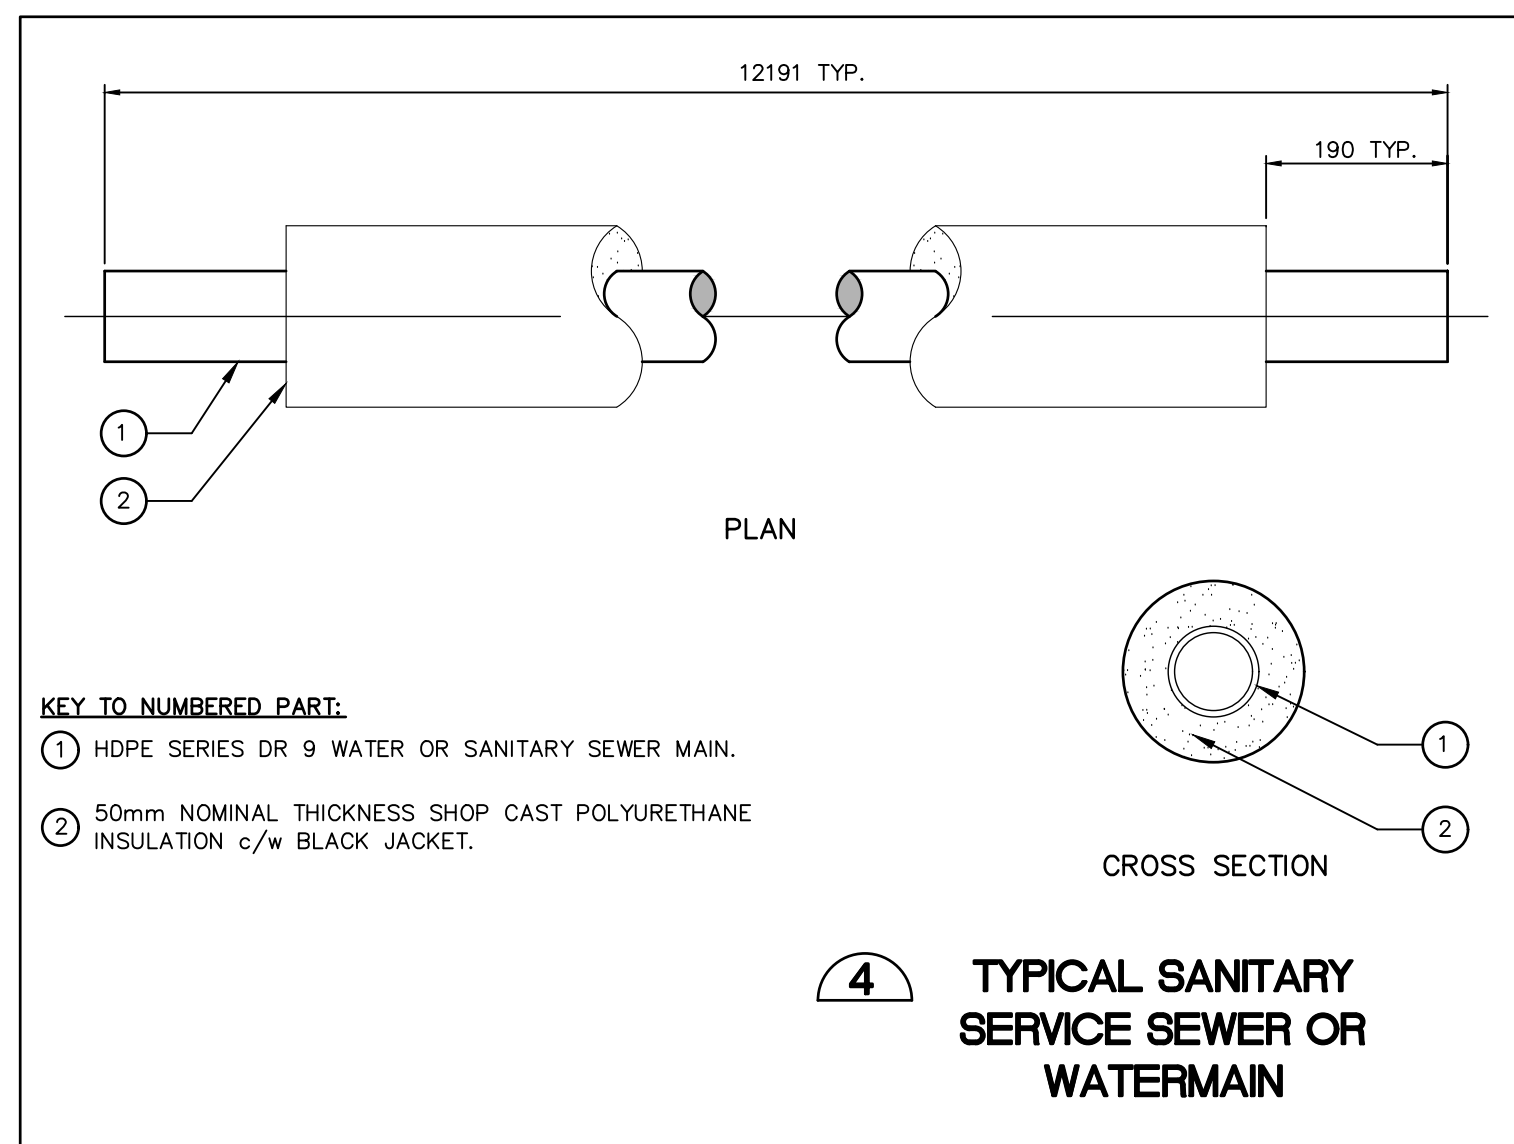 12191 TYP.
190 TYP.
1
2
PLAN
KEY TO NUMBERED PART:
1 HDPE SERIES DR 9 WATER OR SANITARY SEWER MAIN.
2 50mm NOMINAL THICKNESS SHOP CAST POLYURETHANE
INSULATION c/w BLACK JACKET.
1
2
CROSS SECTION
4
TYPICAL SANITARY
SERVICE SEWER OR
WATERMAIN